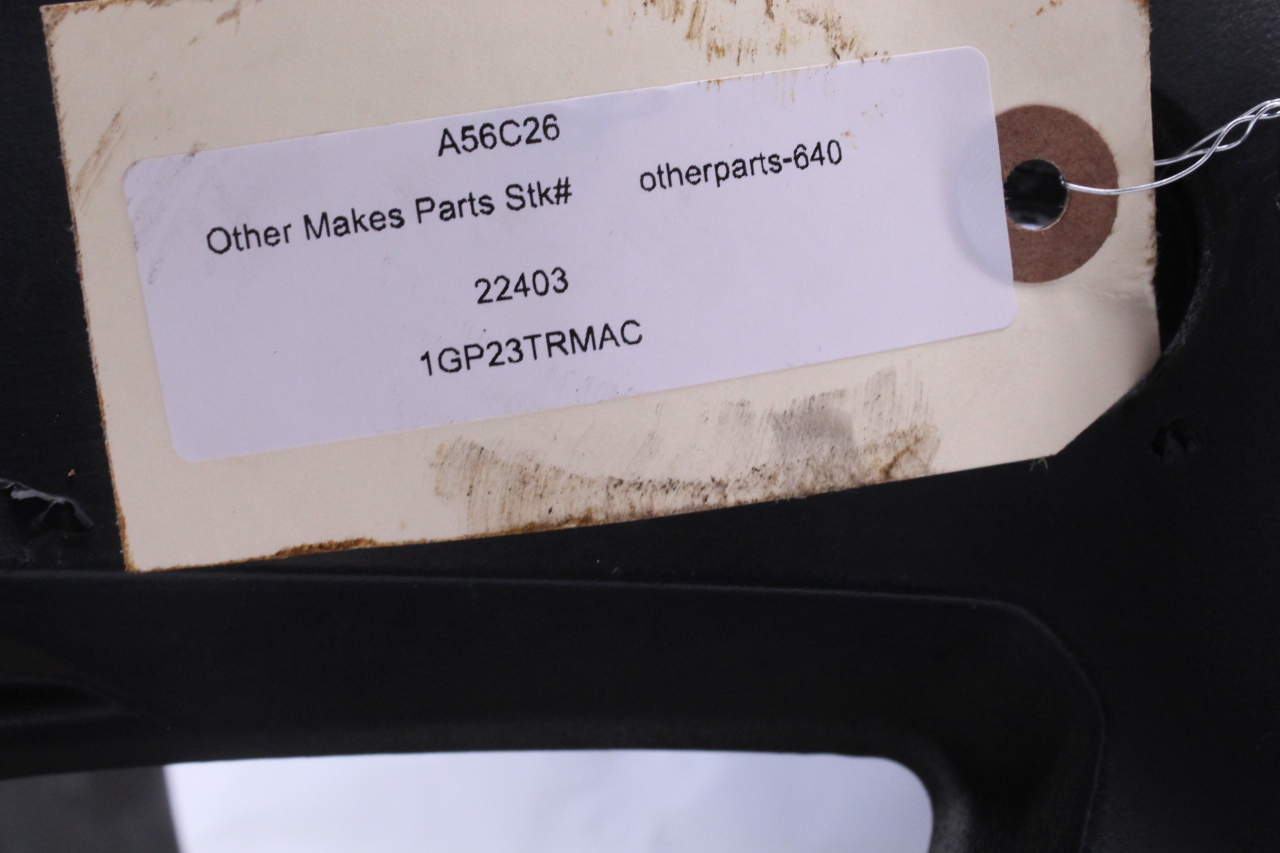 A56C26
Other Makes Parts Stk# otherparts-640
22403
1GP23TRMAC